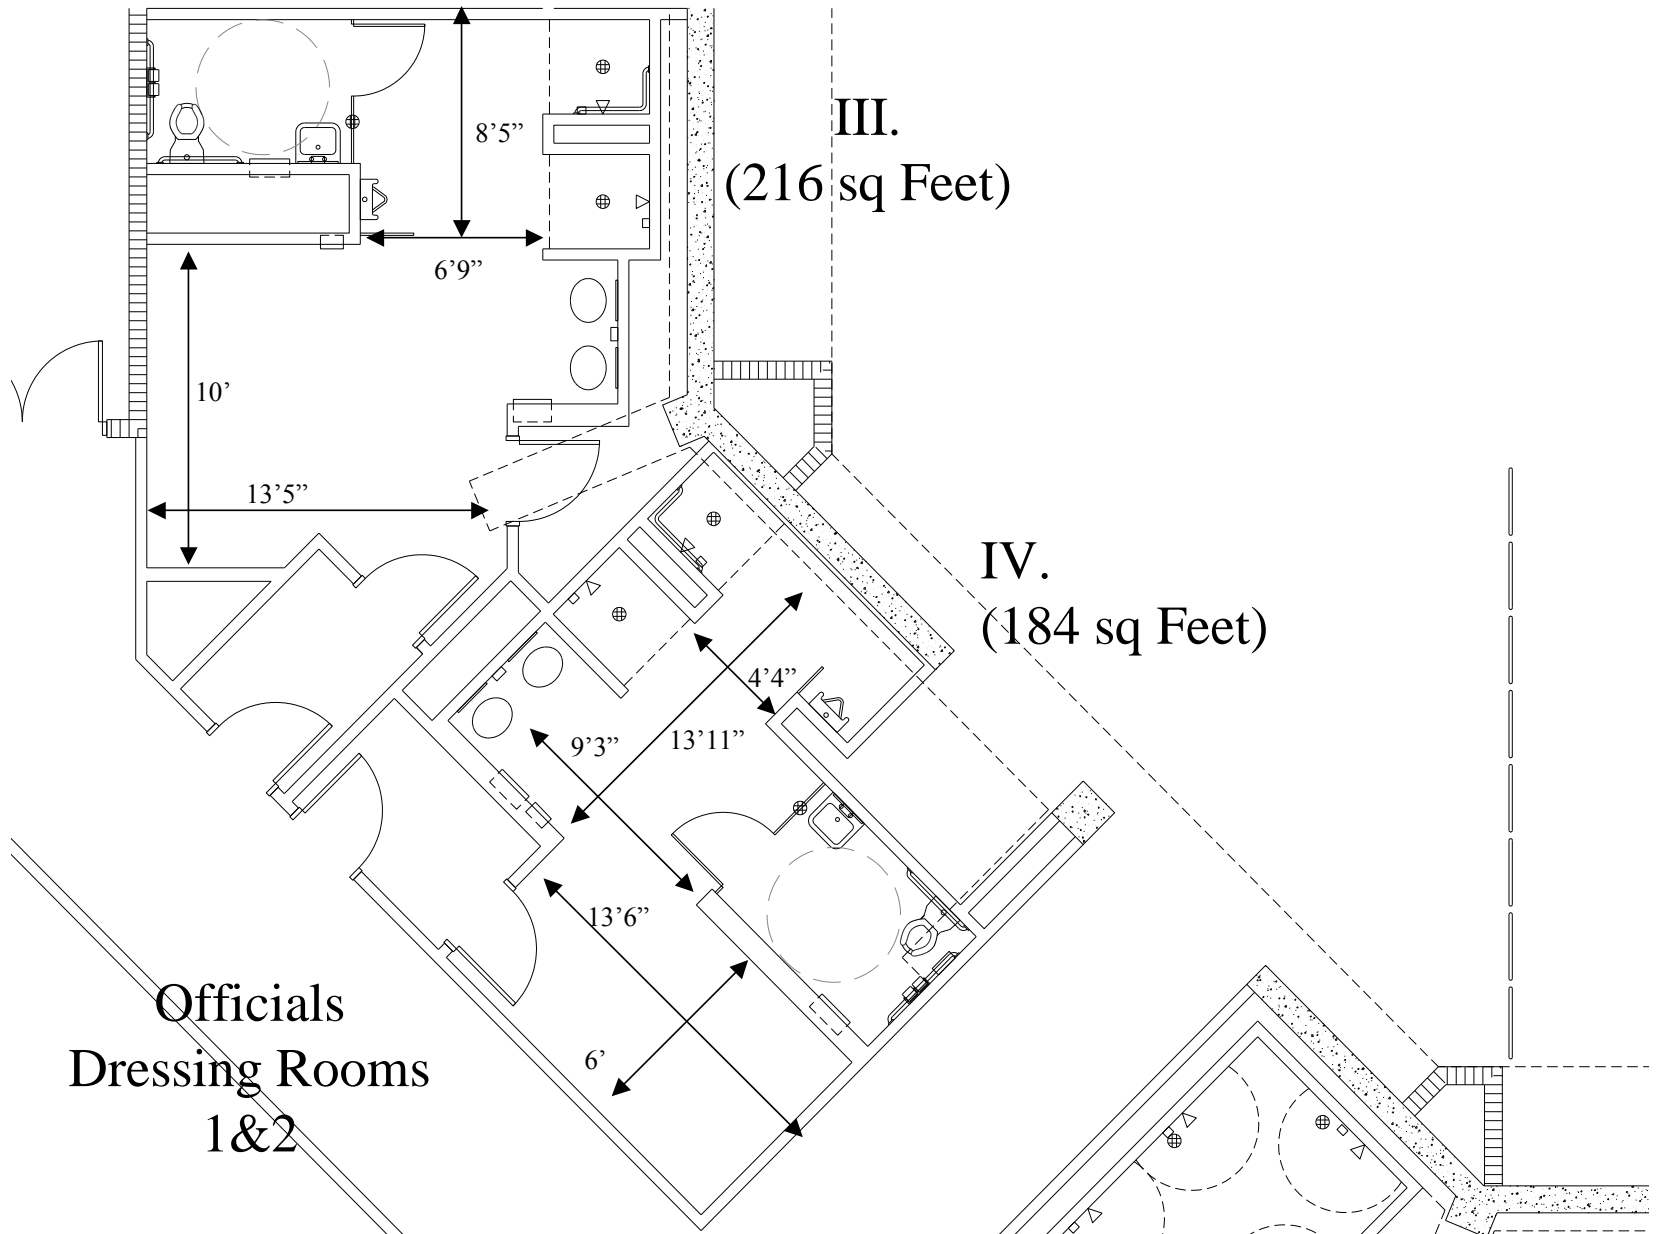 8’5”
III.
(216 sq Feet)
6’9”
10’
13’5”
IV.
(184 sq Feet)
4’4”
9’3”
13’11”
13’6”
6’
Officials
Dressing Rooms
1&2